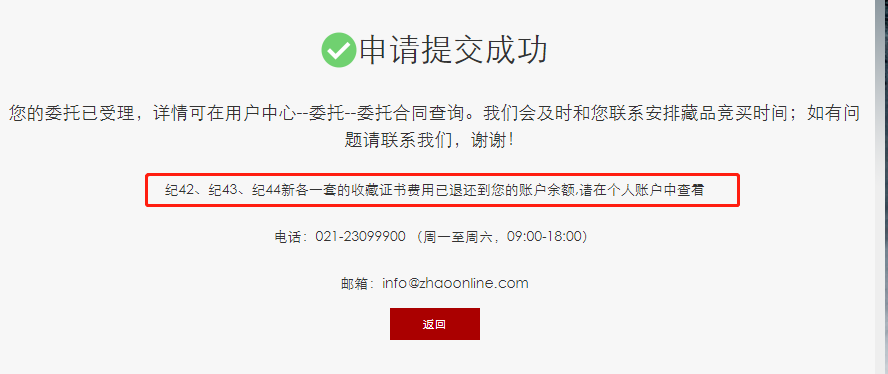 申请提交成功
您的委托已受理，详情可在用户中心--委托--委托合同查询。我们会及时和您联系安排藏品竞买时间；如有问
题请联系我们，谢谢！
纪42、纪43、纪44新各一套的收藏证书费用已退还到您的账户余额,请在个人账户中查看
电话：021-23099900 （周一至周六，09:00-18:00）
邮箱：info@zhaoonline.com
返回